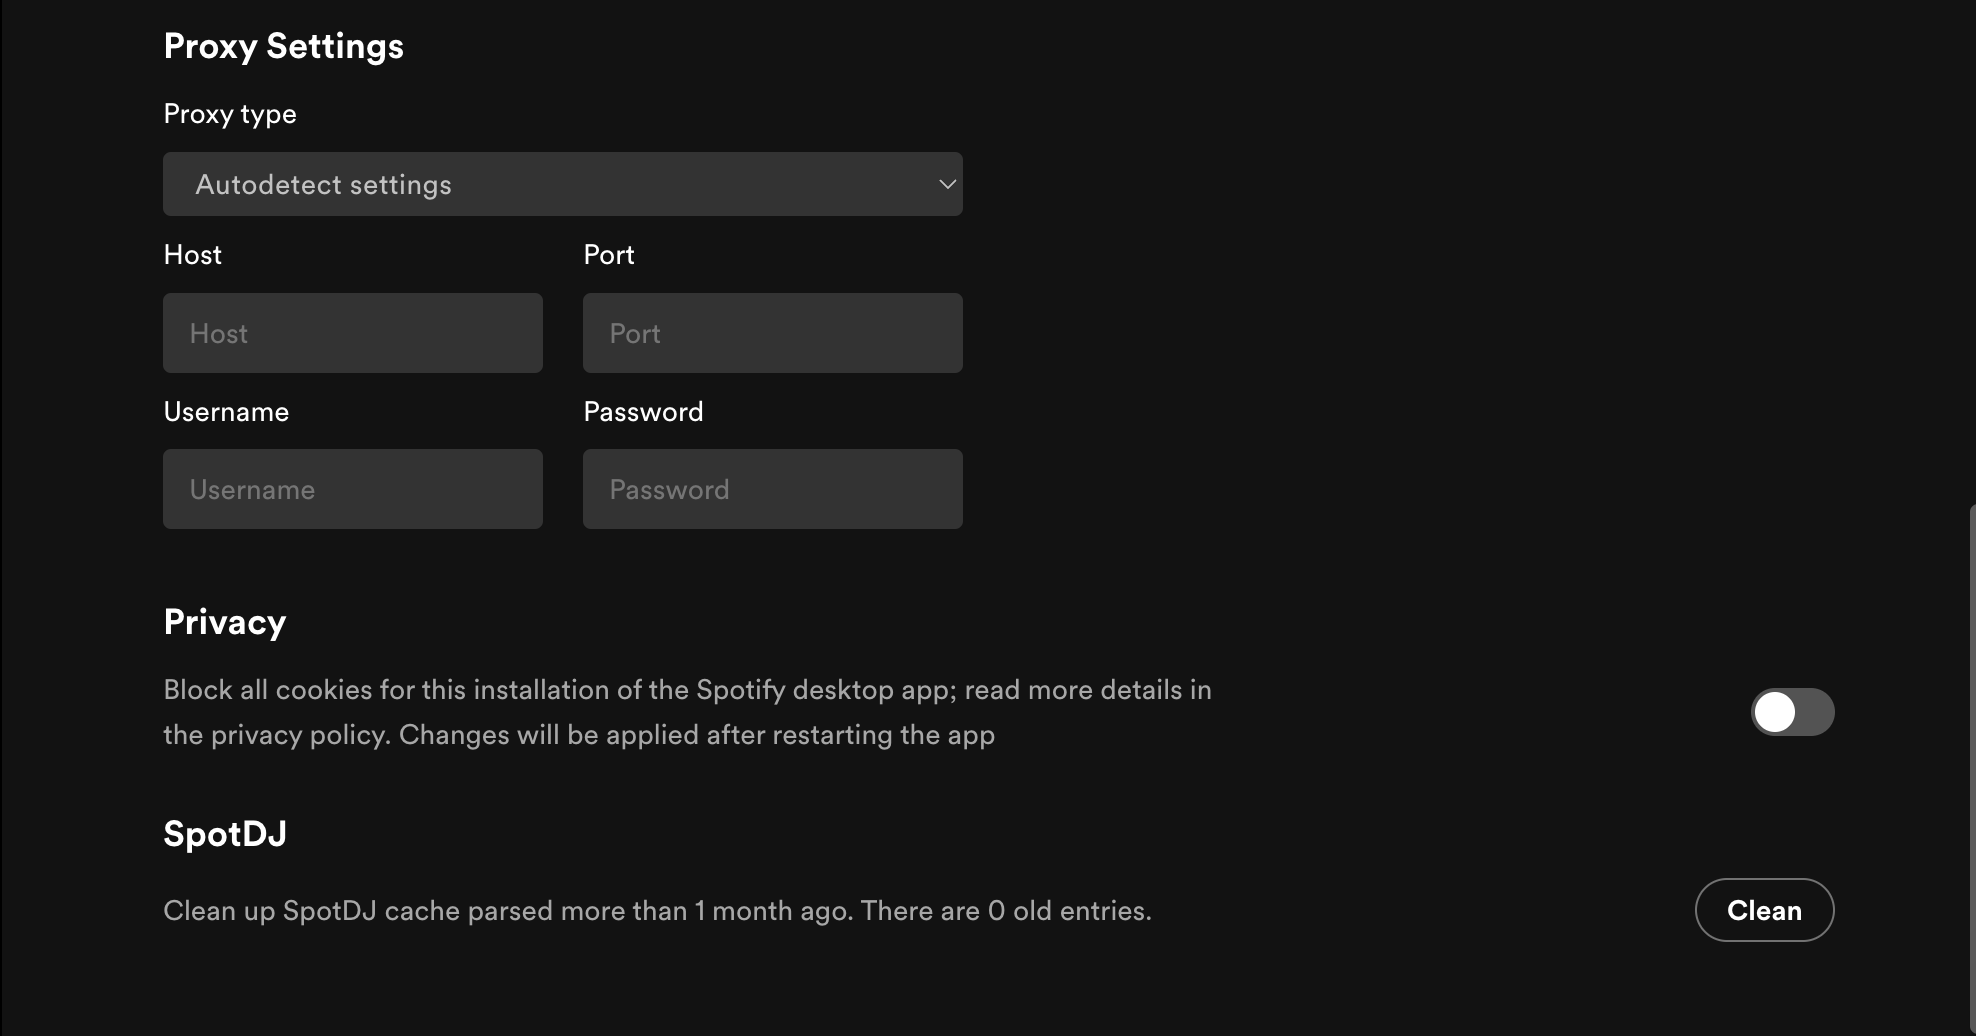 Proxy Settings
Proxy type
Autodetect settings
Host
Port
Host
Port
Username
Password
Username
Password
Privacy
Block all cookies for this installation of the Spotify desktop app; read more details in
the privacy policy. Changes will be applied after restarting the app
SpotDJ
Clean up SpotDJ cache parsed more than 1 month ago. There are 0 old entries.
Clean